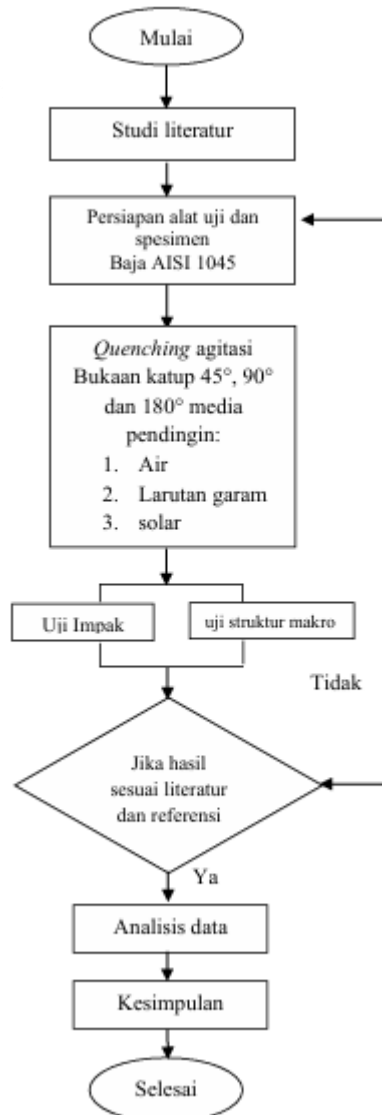 Mulai
Studi literatur
Persiapan alat uji dan
spesimen
Baja AISI 1045
Quenching agitasi
Bukaan katup 45°, 90°
dan 180° media
pendingin:
1. Air
2. Larutan garam
3. solar
Uji Impak
uji struktur makro
Tidak
Jika hasil
sesuai literatur
dan referensi
Ya
Analisis data
Kesimpulan
Selesai